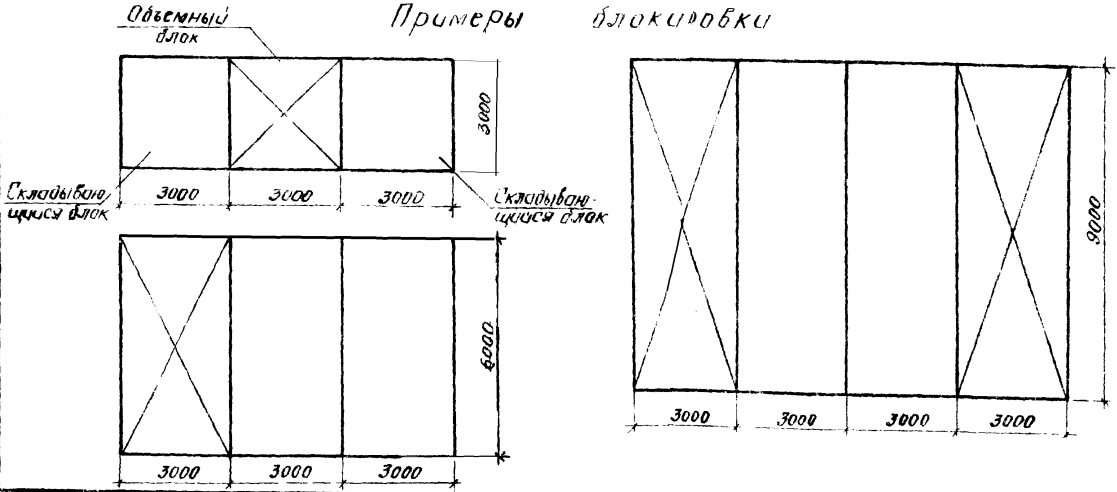 Примеры блокировки
Объемный
блок
3000
Складываю-
щийся блок
3000 3000 3000
Складываю-
щийся блок
6000
3000 3000 3000
9000
3000 3000 3000 3000